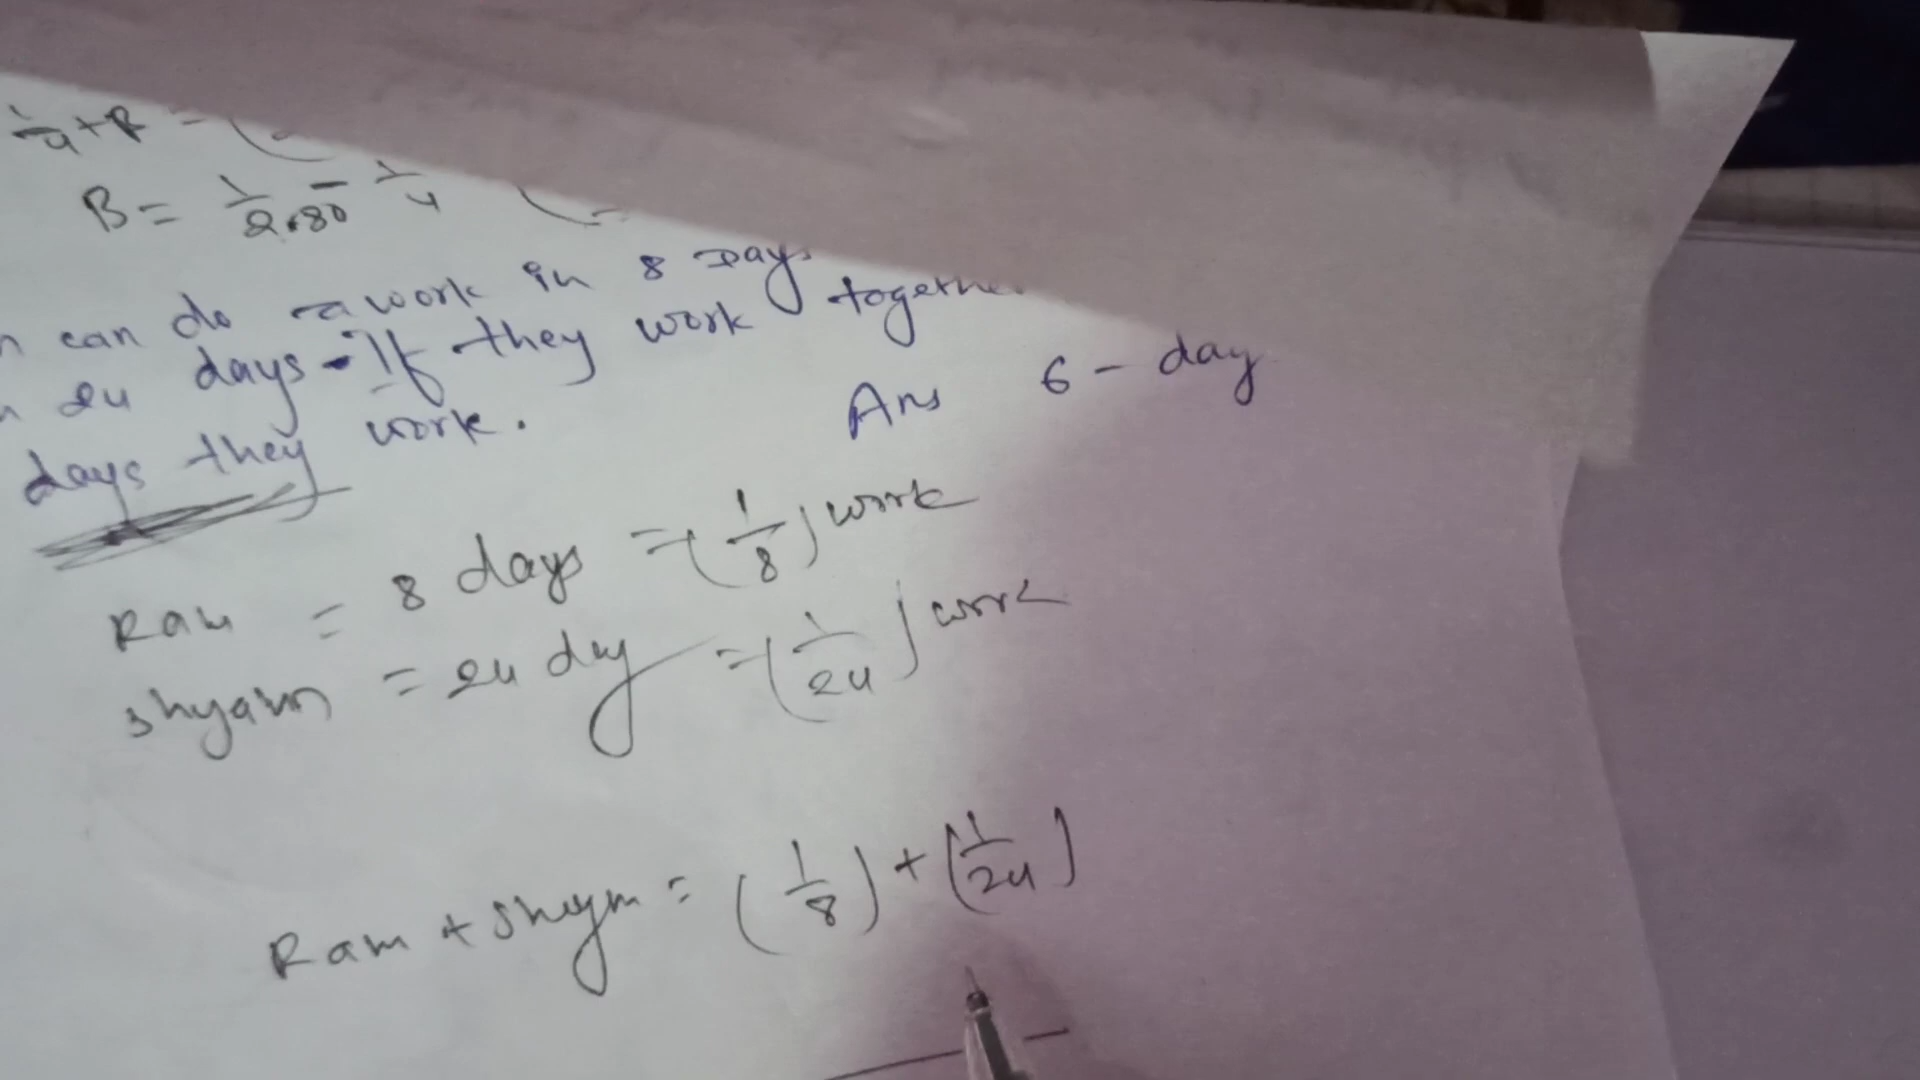 B = 1/2.80 - 1/4
can do a work in 8 Days
24 days - If they work together
days they work.
Ans 6 - day
Ram = 8 days = (1/8) work
shyam = 24 day = (1/24) work
Ram + shym = (1/8) + (1/24)